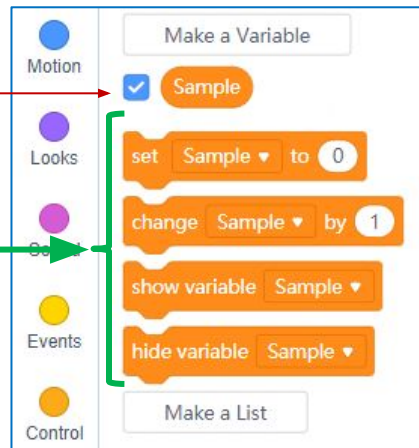 Make a Variable
Motion
Sample
Looks
set Sample to 0
change Sample by 1
show variable Sample
Events
hide variable Sample
Control
Make a List